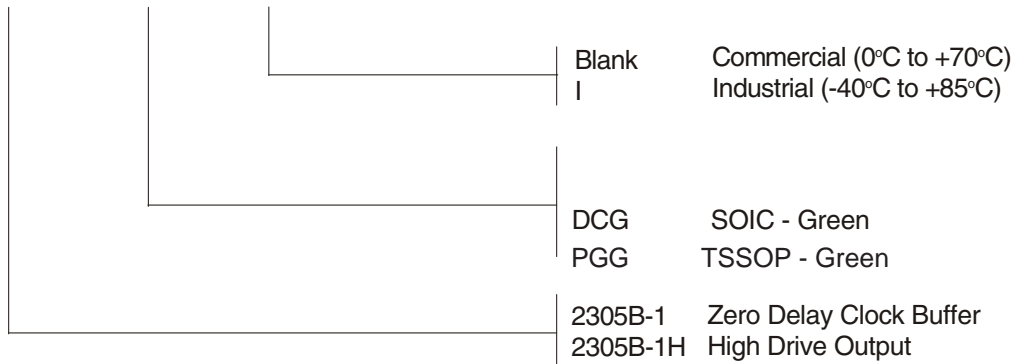 Blank Commercial (0°C to +70°C)
I Industrial (-40°C to +85°C)
DCG SOIC - Green
PGG TSSOP - Green
2305B-1 Zero Delay Clock Buffer
2305B-1H High Drive Output